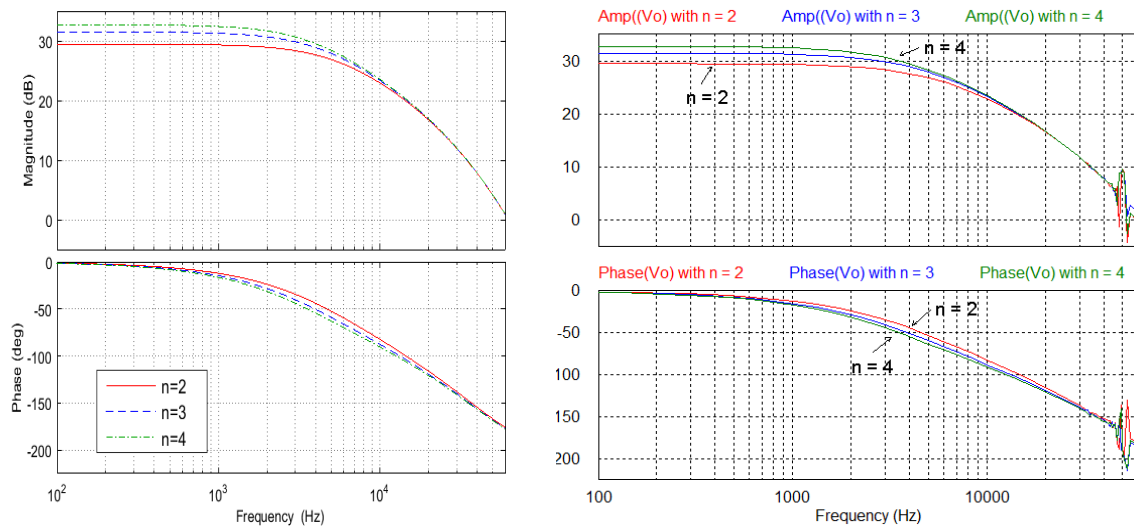 30
20
10
0
Magnitude (dB)
0
-50
-100
-150
-200
Phase (deg)
n=2
n=3
n=4
10^2 10^3 10^4
Frequency (Hz)
Amp((Vo) with n = 2 Amp((Vo) with n = 3 Amp((Vo) with n = 4
30
20
10
0
n = 4
n = 2
Phase(Vo) with n = 2 Phase(Vo) with n = 3 Phase(Vo) with n = 4
0
50
100
150
200
n = 2
n = 4
100 1000 10000
Frequency (Hz)